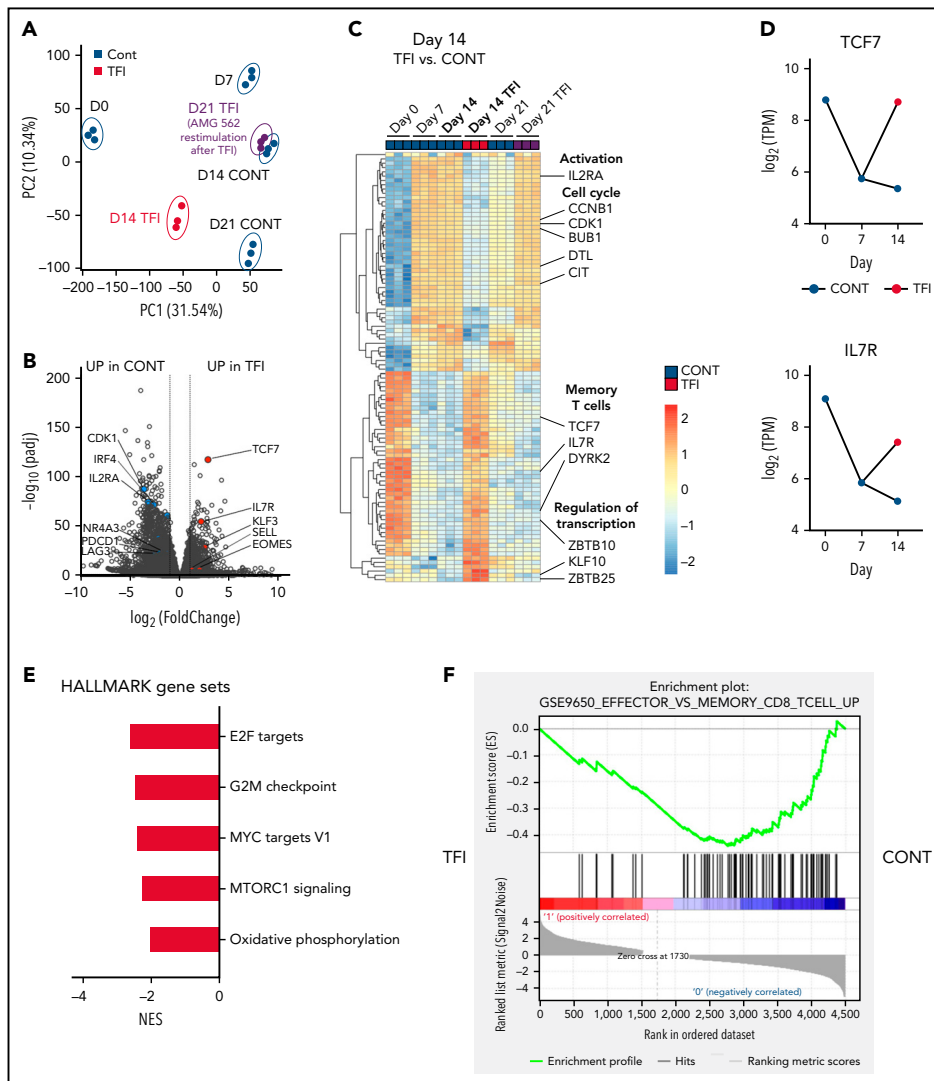 A
Cont
TFI
100
50
0
−50
−100
PC2 (10.34%)
D0
D7
D21 TFI
(AMG 562
restimulation
after TFI)
D14 CONT
D14 TFI
D21 CONT
−200
−150
−100
−50
0
50
PC1 (31.54%)
B
UP in CONT
UP in TFI
200
150
100
50
0
−log10 (padj)
CDK1
IRF4
IL2RA
NR4A3
PDCD1
LAG3
TCF7
IL7R
KLF3
SELL
EOMES
−10
−5
0
5
10
log2 (FoldChange)
C
Day 14
TFI vs. CONT
Day 0
Day 7
Day 14
Day 14 TFI
Day 21
Day 21 TFI
Activation
IL2RA
Cell cycle
CCNB1
CDK1
BUB1
DTL
CIT
Memory
T cells
TCF7
IL7R
DYRK2
Regulation of
transcription
ZBTB10
KLF10
ZBTB25
CONT
TFI
2
1
0
−1
−2
D
TCF7
10
8
6
4
log2 (TPM)
0
7
14
Day
CONT
TFI
IL7R
10
8
6
4
log2 (TPM)
0
7
14
Day
E
HALLMARK gene sets
E2F targets
G2M checkpoint
MYC targets V1
MTORC1 signaling
Oxidative phosphorylation
−4
−2
0
NES
F
Enrichment plot:
GSE9650_EFFECTOR_VS_MEMORY_CD8_TCELL_UP
0.0
−0.1
−0.2
−0.3
−0.4
Enrichment score (ES)
TFI
CONT
Ranked list metric (Signal2Noise)
'1' (positively correlated)
4
2
0
−2
−4
Zero cross at 1730
'0' (negatively correlated)
0
500
1,000
1,500
2,000
2,500
3,000
3,500
4,000
4,500
Rank in ordered dataset
Enrichment profile
Hits
Ranking metric scores